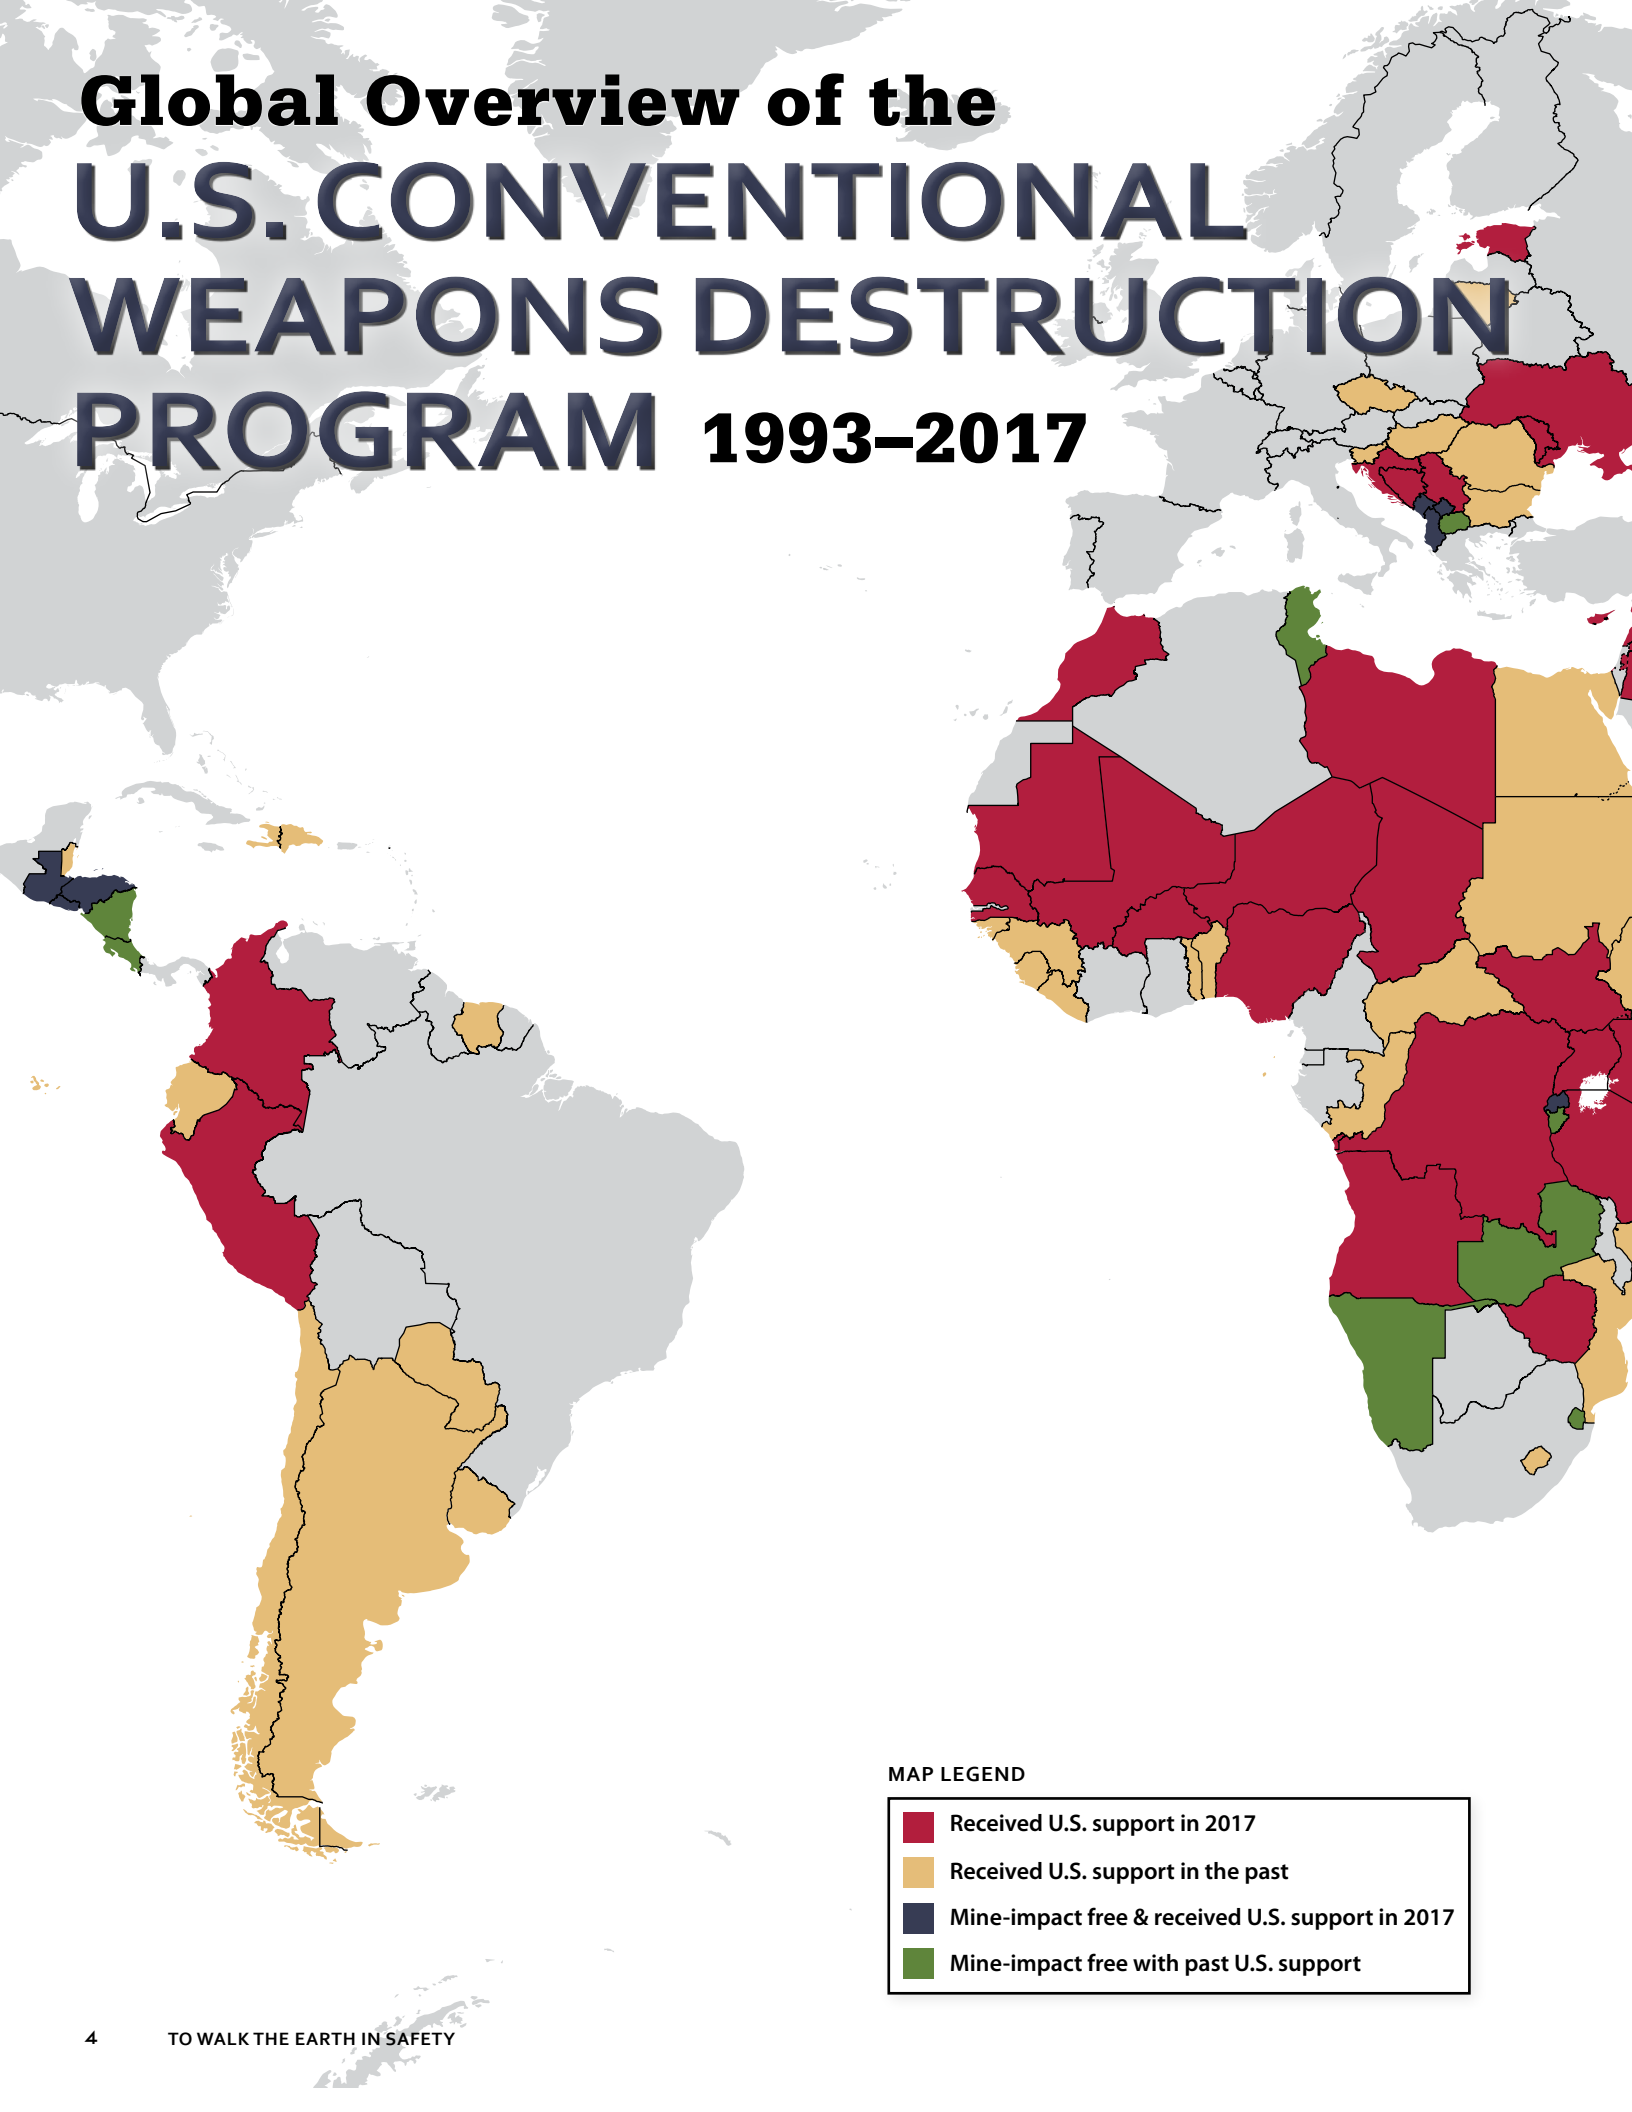 Global Overview of the
U.S. CONVENTIONAL
WEAPONS DESTRUCTION
PROGRAM 1993–2017
MAP LEGEND
Received U.S. support in 2017
Received U.S. support in the past
Mine-impact free & received U.S. support in 2017
Mine-impact free with past U.S. support
4 TO WALK THE EARTH IN SAFETY